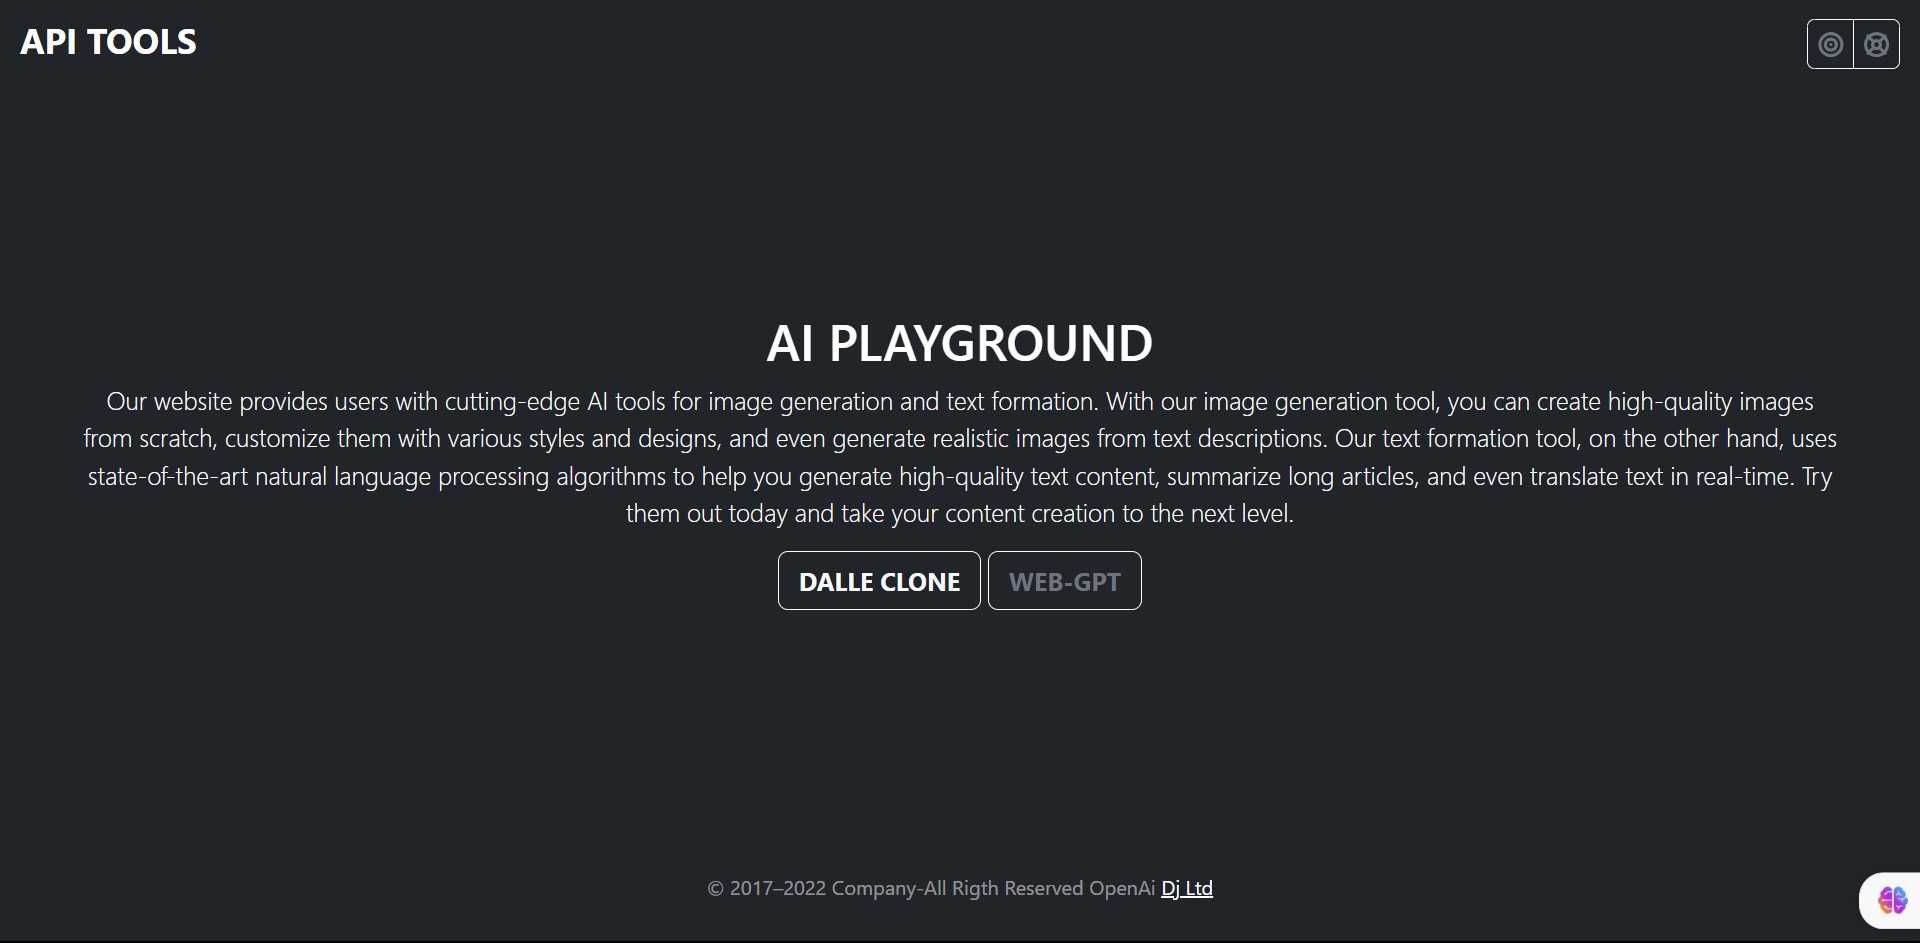 API TOOLS
AI PLAYGROUND
Our website provides users with cutting-edge AI tools for image generation and text formation. With our image generation tool, you can create high-quality images
from scratch, customize them with various styles and designs, and even generate realistic images from text descriptions. Our text formation tool, on the other hand, uses
state-of-the-art natural language processing algorithms to help you generate high-quality text content, summarize long articles, and even translate text in real-time. Try
them out today and take your content creation to the next level.
DALLE CLONE WEB-GPT
© 2017–2022 Company-All Rigth Reserved OpenAi Dj Ltd